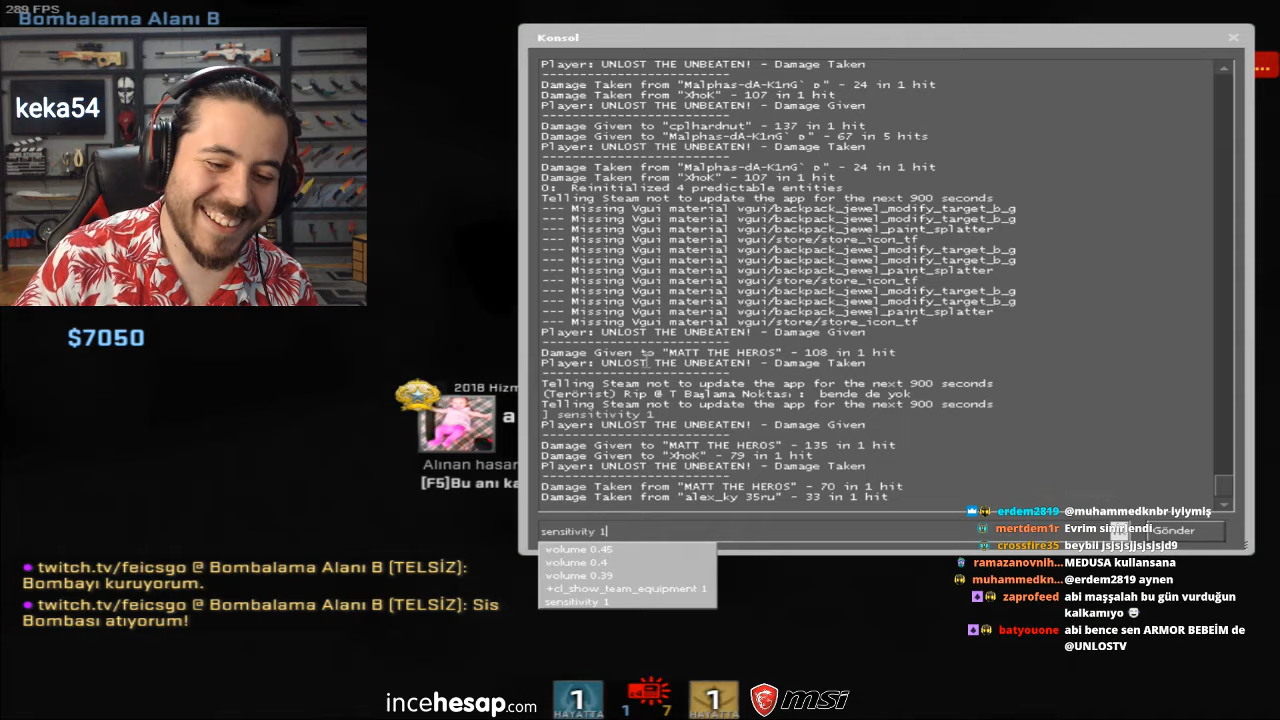 289 FPS
Bombalama Alanı B
keka54
$7050
2018 Hizm
a
Alınan hasar
[F5]Bu anı ka
Konsol
Player: UNLOST THE UNBEATEN! - Damage Taken
-------------------------
Damage Taken from "Malphas-dA-K1nG` " - 24 in 1 hit
Damage Taken from "XhoK" - 107 in 1 hit
Player: UNLOST THE UNBEATEN! - Damage Given
-------------------------
Damage Given to "cplhardnut" - 137 in 1 hit
Damage Given to "Malphas-dA-K1nG` " - 67 in 5 hits
Player: UNLOST THE UNBEATEN! - Damage Taken
-------------------------
Damage Taken from "Malphas-dA-K1nG` " - 24 in 1 hit
Damage Taken from "XhoK" - 107 in 1 hit
0: Reinitialized 4 predictable entities
Telling Steam not to update the app for the next 900 seconds
--- Missing Vgui material vgui/backpack_jewel_modify_target_b_g
--- Missing Vgui material vgui/backpack_jewel_modify_target_b_g
--- Missing Vgui material vgui/backpack_jewel_paint_splatter
--- Missing Vgui material vgui/store/store_icon_tf
--- Missing Vgui material vgui/backpack_jewel_modify_target_b_g
--- Missing Vgui material vgui/backpack_jewel_modify_target_b_g
--- Missing Vgui material vgui/backpack_jewel_paint_splatter
--- Missing Vgui material vgui/store/store_icon_tf
--- Missing Vgui material vgui/backpack_jewel_modify_target_b_g
--- Missing Vgui material vgui/backpack_jewel_modify_target_b_g
--- Missing Vgui material vgui/backpack_jewel_paint_splatter
--- Missing Vgui material vgui/store/store_icon_tf
Player: UNLOST THE UNBEATEN! - Damage Given
-------------------------
Damage Given to "MATT THE HEROS" - 108 in 1 hit
Player: UNLOST THE UNBEATEN! - Damage Taken
-------------------------
Telling Steam not to update the app for the next 900 seconds
(Terörist) Rip @ T Başlama Noktası : bende de yok
Telling Steam not to update the app for the next 900 seconds
] sensitivity 1
Player: UNLOST THE UNBEATEN! - Damage Given
-------------------------
Damage Given to "MATT THE HEROS" - 135 in 1 hit
Damage Given to "XhoK" - 79 in 1 hit
Player: UNLOST THE UNBEATEN! - Damage Taken
-------------------------
Damage Taken from "MATT THE HEROS" - 70 in 1 hit
Damage Taken from "alex_ky 35ru" - 33 in 1 hit
sensitivity 1
Gönder
volume 0.45
volume 0.4
volume 0.39
+cl_show_team_equipment 1
sensitivity 1
erdem2819 @muhammedknbr iyiymiş
mertdem1r Evrim sinirlendi
crossfire35 beybli jsjsjsjsjsjsjd9
ramazanovnih... MEDUSA kullansana
muhammedkn... @erdem2819 aynen
zaprofeed abi maşşalah bu gün vurduğun
kalkamıyo 😁
batyouone abi bence sen ARMOR BEBEİM de
@UNLOSTV
twitch.tv/feicsgo @ Bombalama Alanı B (TELSİZ):
Bombayı kuruyorum.
twitch.tv/feicsgo @ Bombalama Alanı B (TELSİZ): Sis
Bombası atıyorum!
incehesap.com
1
HAYATTA
1 7
1
HAYATTA
msi